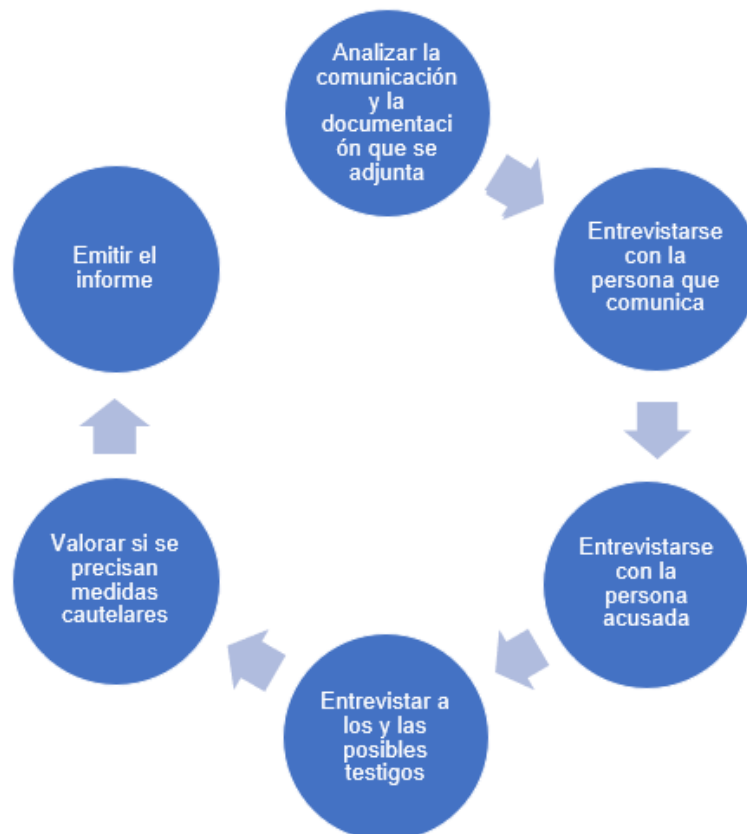 Analizar la
comunicación
y la
documentaci
ón que se
adjunta
Entrevistarse
con la
persona que
comunica
Entrevistarse
con la
persona
acusada
Entrevistar a
los y las
posibles
testigos
Valorar si se
precisan
medidas
cautelares
Emitir el
informe